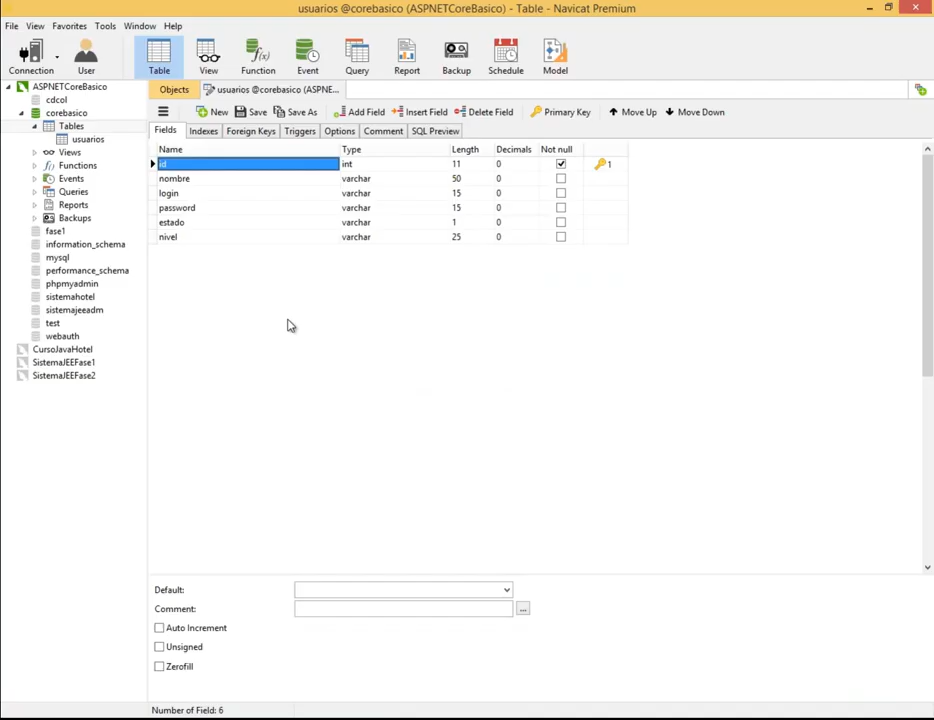 usuarios @corebasico (ASPNETCoreBasico) - Table - Navicat Premium
File View Favorites Tools Window Help
Connection User Table View Function Event Query Report Backup Schedule Model
ASPNETCoreBasico
cdcol
corebasico
Tables
usuarios
Views
Functions
Events
Queries
Reports
Backups
fase1
information_schema
mysql
performance_schema
phpmyadmin
sistemahotel
sistemajeeadm
test
webauth
CursoJavaHotel
SistemaJEEFase1
SistemaJEEFase2
Objects usuarios @corebasico (ASPNE...
New Save Save As Add Field Insert Field Delete Field Primary Key Move Up Move Down
Fields Indexes Foreign Keys Triggers Options Comment SQL Preview
Name Type Length Decimals Not null
id int 11 0 1
nombre varchar 50 0
login varchar 15 0
password varchar 15 0
estado varchar 1 0
nivel varchar 25 0
Default:
Comment: ...
Auto Increment
Unsigned
Zerofill
Number of Field: 6